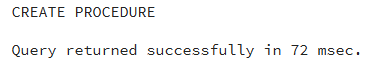 CREATE PROCEDURE
Query returned successfully in 72 msec.